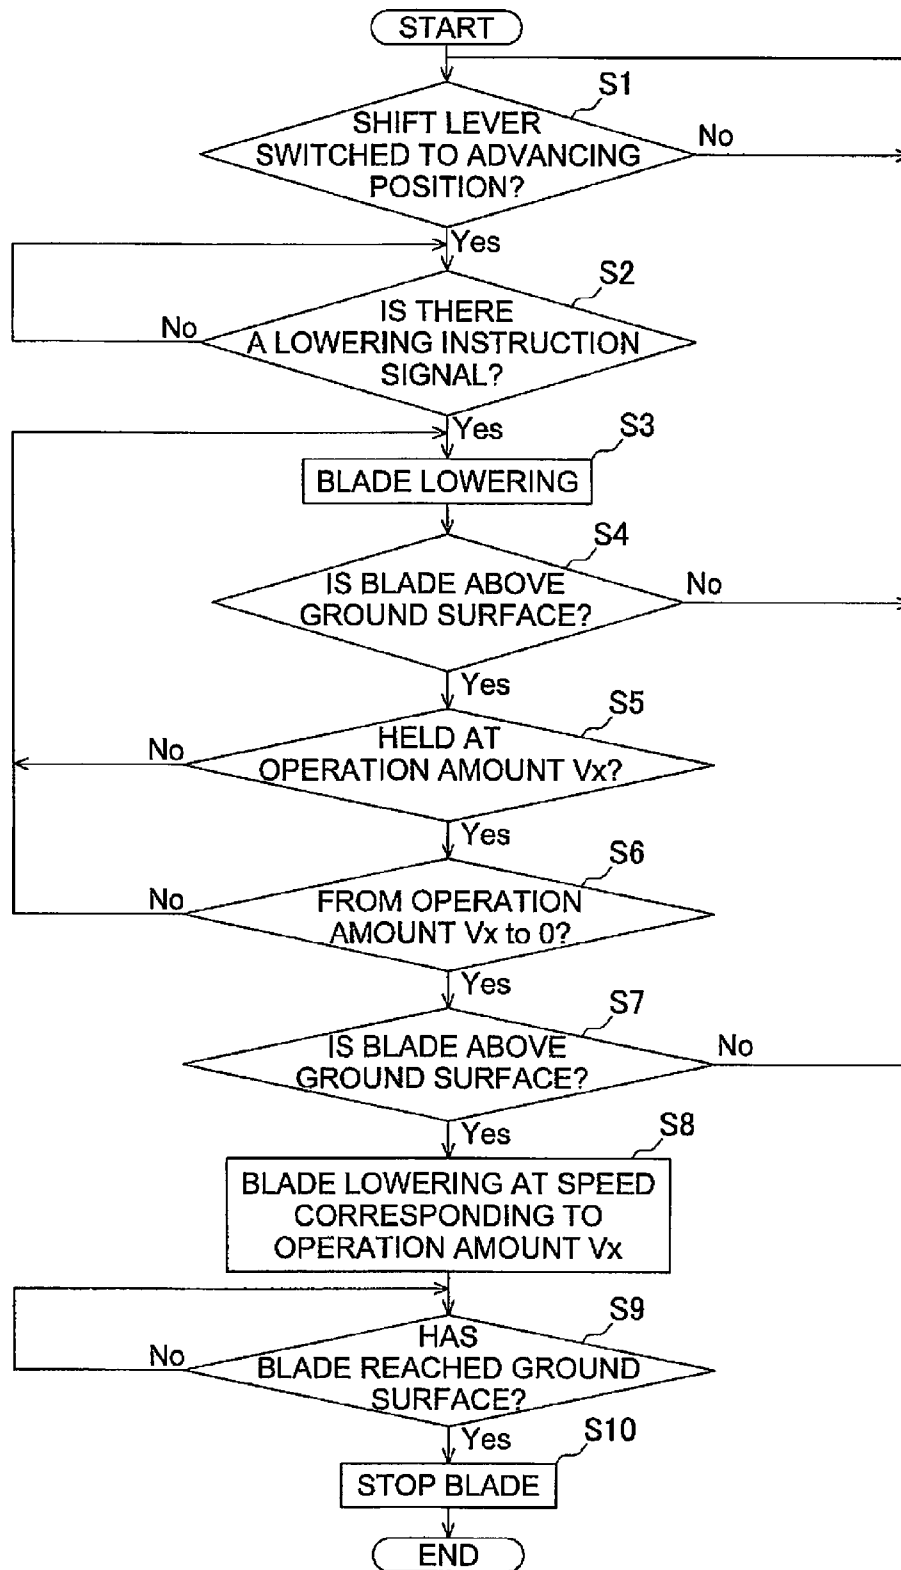 START
S1
SHIFT LEVER
SWITCHED TO ADVANCING
POSITION?
No
Yes
S2
IS THERE
A LOWERING INSTRUCTION
SIGNAL?
No
Yes
S3
BLADE LOWERING
S4
IS BLADE ABOVE
GROUND SURFACE?
No
Yes
S5
HELD AT
OPERATION AMOUNT Vx?
No
Yes
S6
FROM OPERATION
AMOUNT Vx to 0?
No
Yes
S7
IS BLADE ABOVE
GROUND SURFACE?
No
Yes
S8
BLADE LOWERING AT SPEED
CORRESPONDING TO
OPERATION AMOUNT Vx
S9
HAS
BLADE REACHED GROUND
SURFACE?
No
Yes
S10
STOP BLADE
END